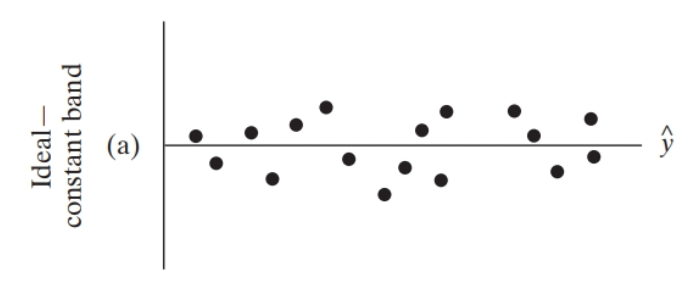 Ideal—
constant band
(a)
ŷ